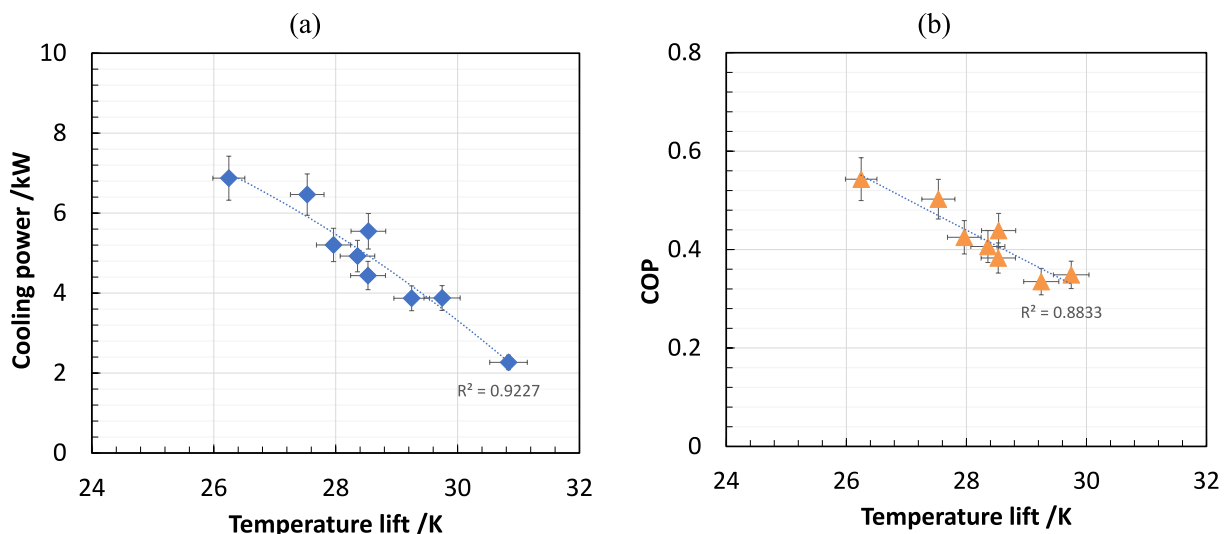 (a)
10
8
6
4
2
0
Cooling power /kW
R² = 0.9227
24 26 28 30 32
Temperature lift /K
(b)
0.8
0.6
0.4
0.2
0
COP
R² = 0.8833
24 26 28 30 32
Temperature lift /K